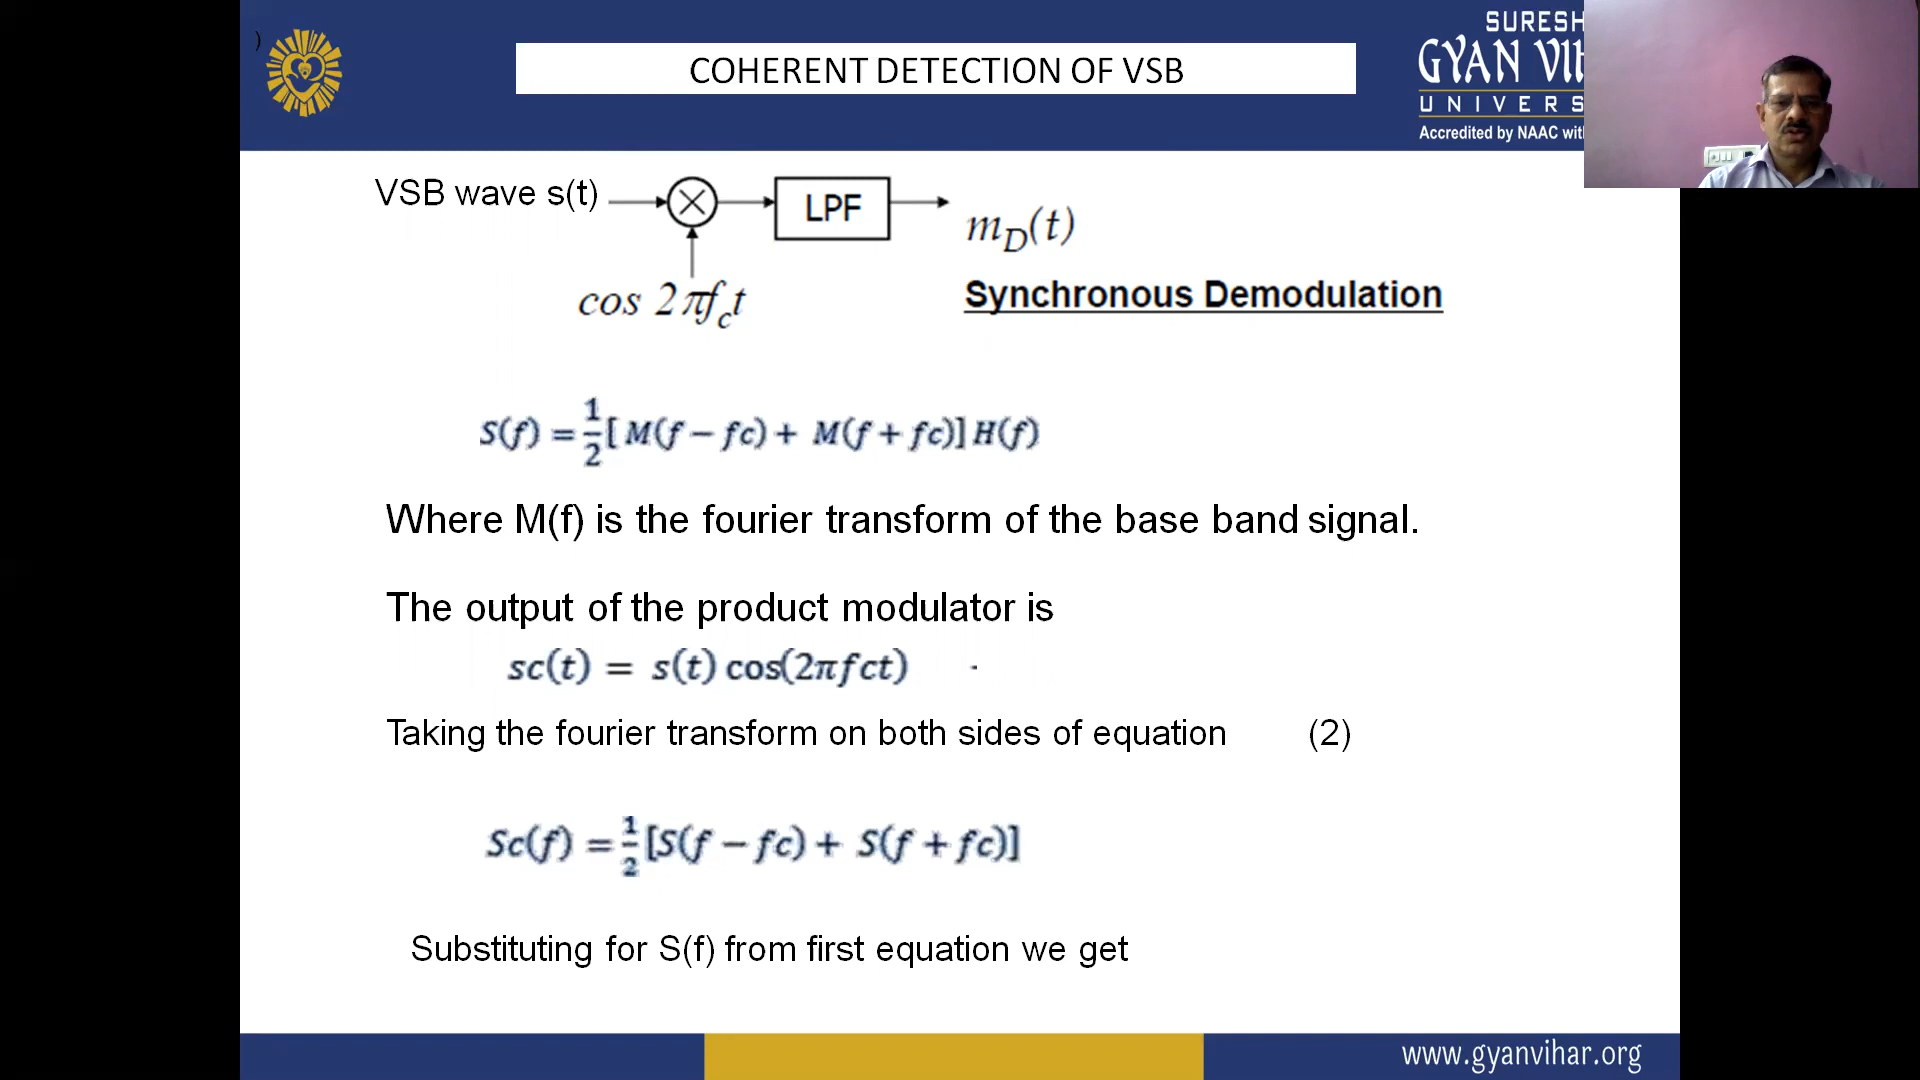 )
COHERENT DETECTION OF VSB
SURESH
GYAN
UNIVERS
Accredited by NAAC
VSB wave s(t)
LPF
m_D(t)
cos 2πf_c t
Synchronous Demodulation
S(f) = 1/2 [ M(f − fc) + M(f + fc)] H(f)
Where M(f) is the fourier transform of the base band signal.
The output of the product modulator is
sc(t) = s(t) cos(2πfct)
Taking the fourier transform on both sides of equation (2)
Sc(f) = 1/2 [S(f − fc) + S(f + fc)]
Substituting for S(f) from first equation we get
www.gyanvihar.org